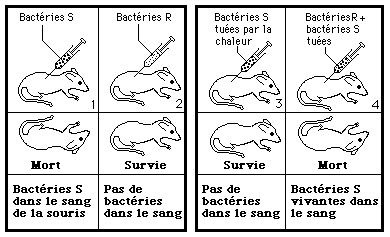 Bactéries S
1
Mort
Bactéries S
dans le sang
de la souris
Bactéries R
2
Survie
Pas de
bactéries
dans le sang
Bactéries S
tuées par la
chaleur
3
Survie
Pas de
bactéries
dans le sang
BactériesR +
bactéries S
tuées
4
Mort
Bactéries S
vivantes dans
le sang